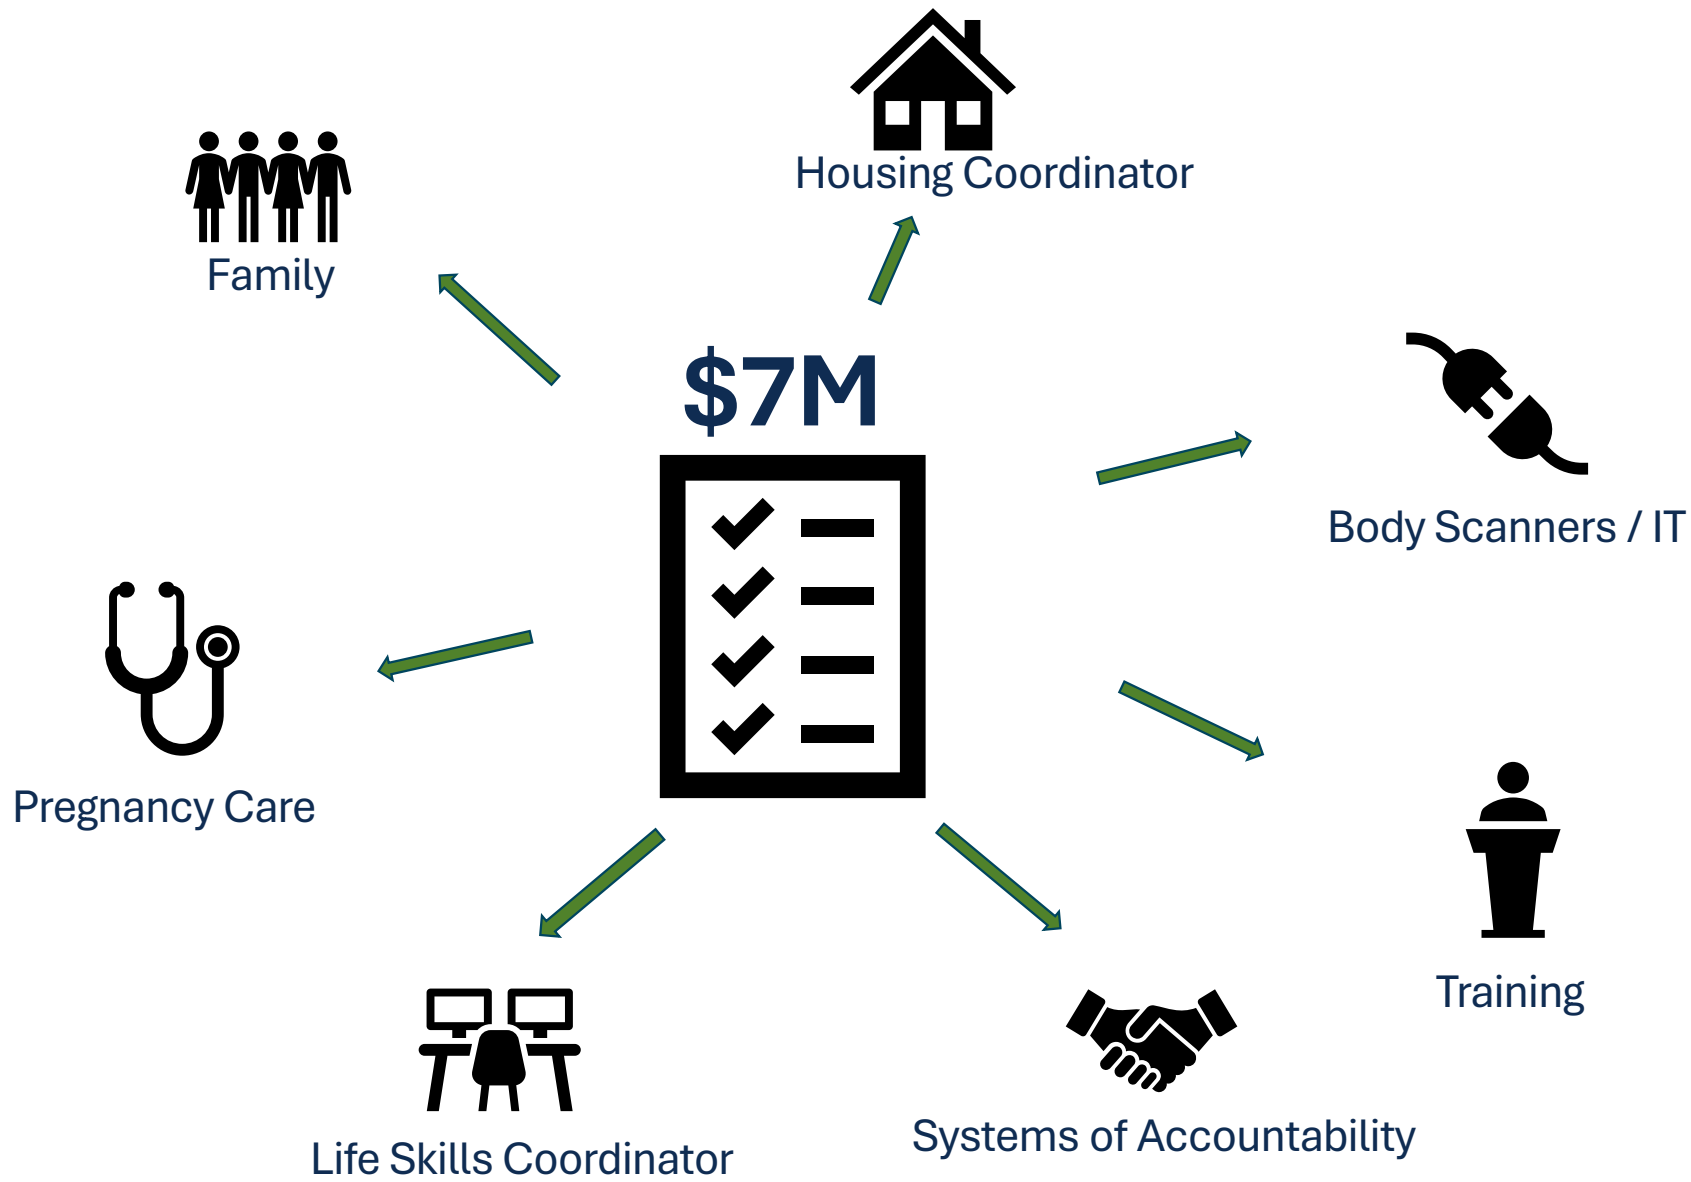 Housing Coordinator
Family
$7M
Body Scanners / IT
Pregnancy Care
Training
Systems of Accountability
Life Skills Coordinator